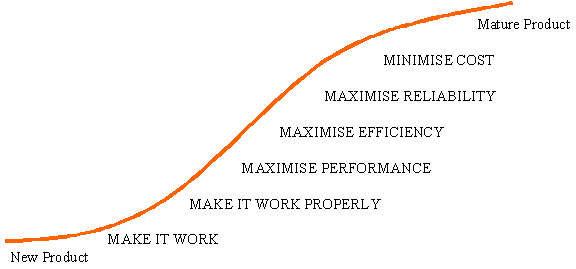 Mature Product
MINIMISE COST
MAXIMISE RELIABILITY
MAXIMISE EFFICIENCY
MAXIMISE PERFORMANCE
MAKE IT WORK PROPERLY
MAKE IT WORK
New Product